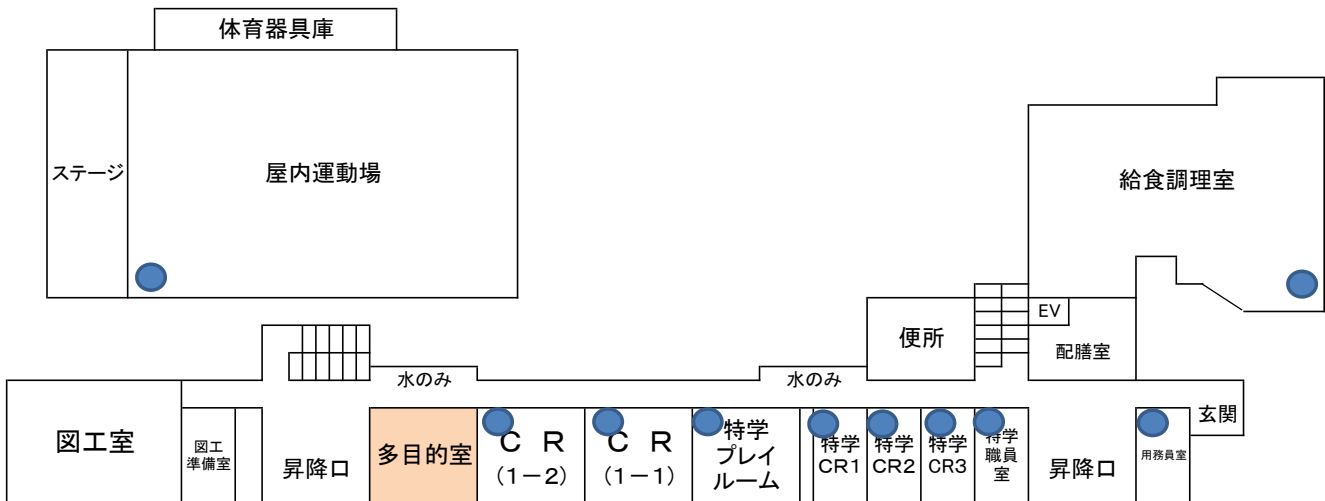 体育器具庫
ステージ
屋内運動場
給食調理室
EV
便所
配膳室
水のみ
水のみ
玄関
図工室
図工
準備室
昇降口
多目的室
C R
(1－2)
C R
(1－1)
特学
プレイ
ルーム
特学
CR1
特学
CR2
特学
CR3
特学
職員
室
昇降口
用務員室